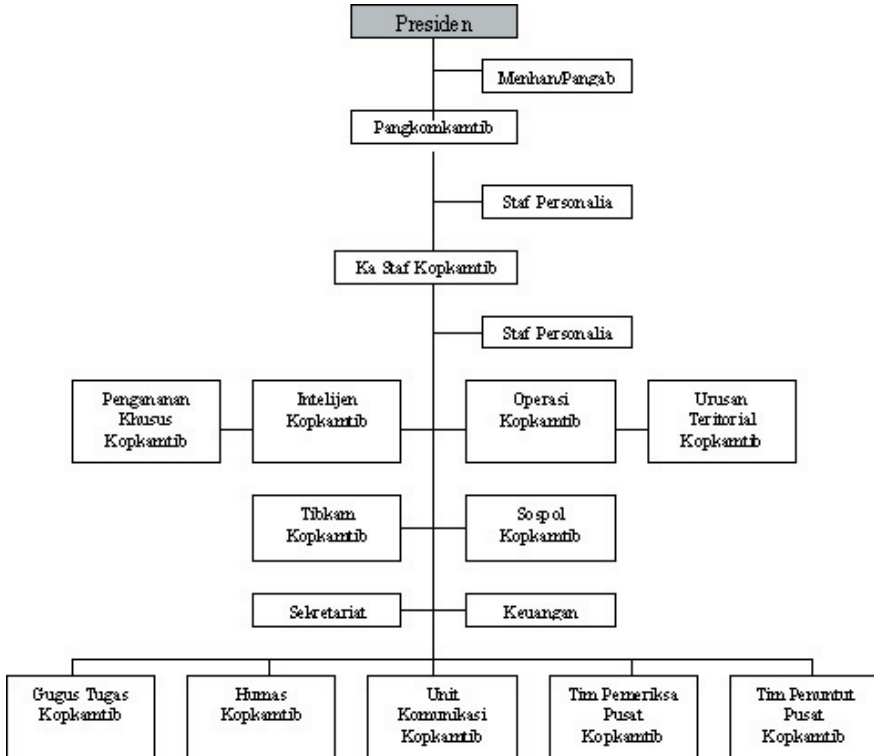 Presiden
Menhan/Pangab
Pangkomkamtib
Staf Personalia
Ka Staf Kopkamtib
Staf Personalia
Pengananan
Khusus
Kopkamtib
Intelijen
Kopkamtib
Operasi
Kopkamtib
Urusan
Teritorial
Kopkamtib
Tibkam
Kopkamtib
Sospol
Kopkamtib
Sekretariat
Keuangan
Gugus Tugas
Kopkamtib
Humas
Kopkamtib
Unit
Komunikasi
Kopkamtib
Tim Pemeriksa
Pusat
Kopkamtib
Tim Penuntut
Pusat
Kopkamtib